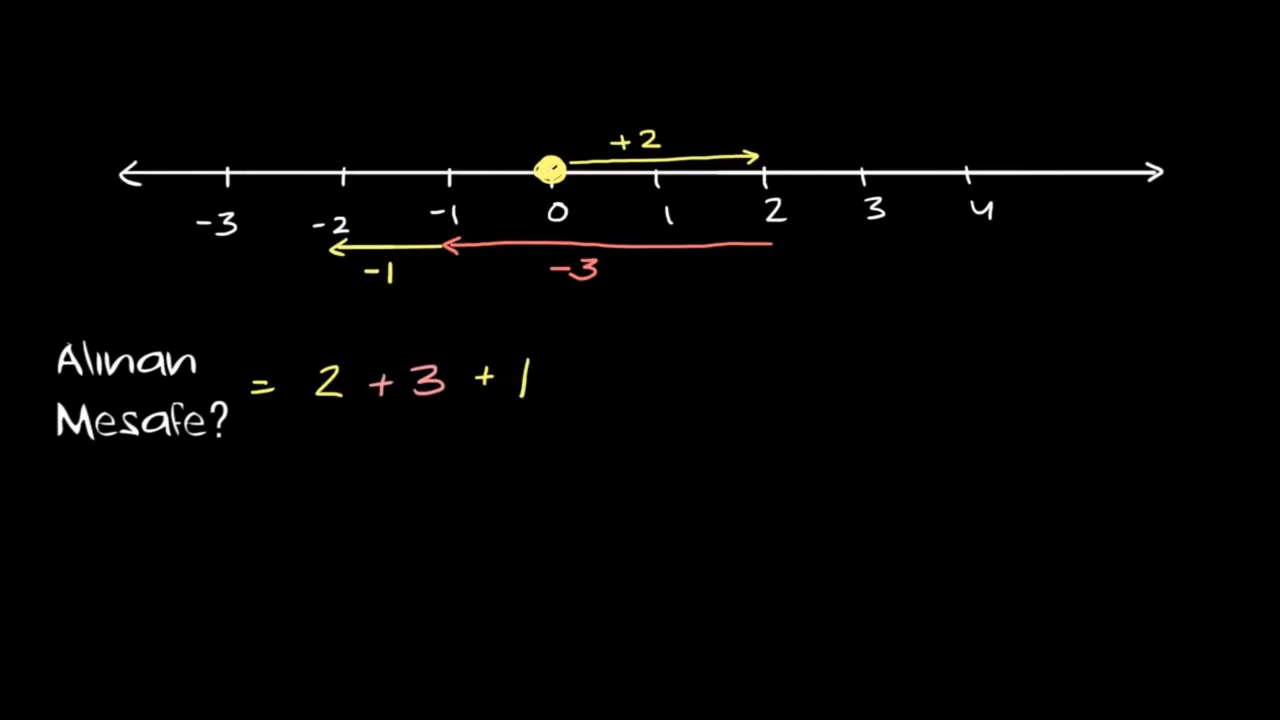 +2
-3 -2 -1 0 1 2 3 4
-1 -3
Alınan
Mesafe?
= 2 + 3 + 1